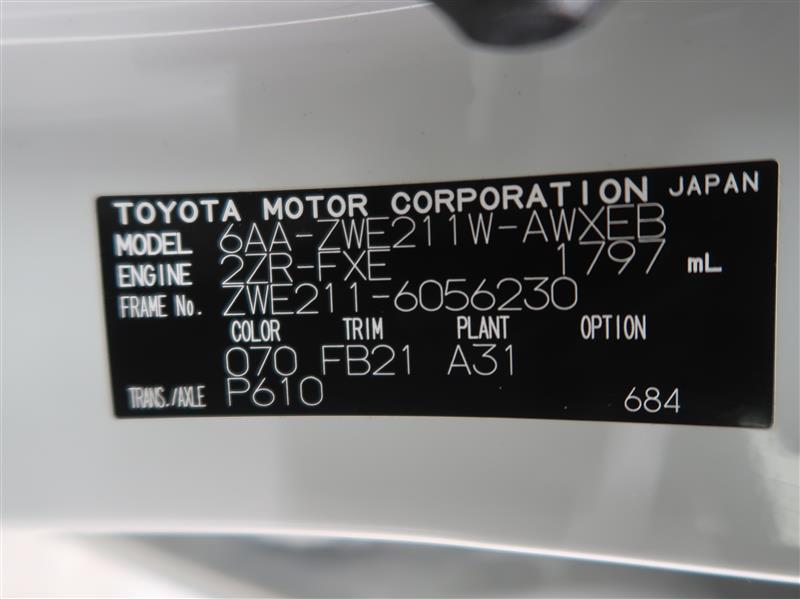 TOYOTA MOTOR CORPORATION JAPAN
MODEL 6AA-ZWE211W-AWXEB
ENGINE 2ZR-FXE 1797 mL
FRAME No. ZWE211-6056230
COLOR TRIM PLANT OPTION
070 FB21 A31
TRANS./AXLE P610 684